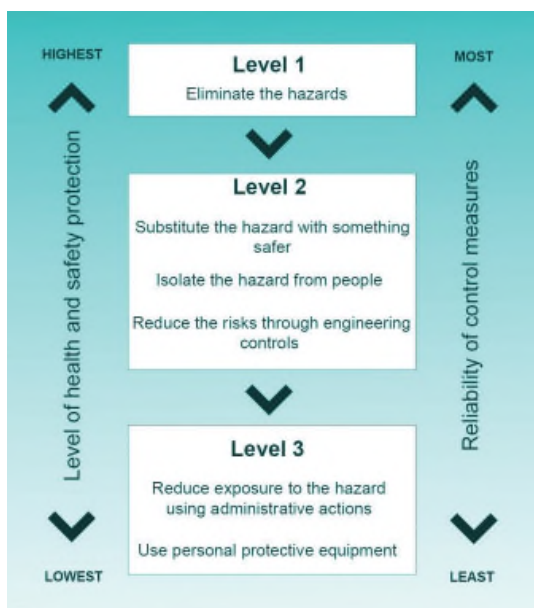 HIGHEST
MOST
Level 1
Eliminate the hazards
Level 2
Substitute the hazard with something
safer
Isolate the hazard from people
Reduce the risks through engineering
controls
Level 3
Reduce exposure to the hazard
using administrative actions
Use personal protective equipment
Level of health and safety protection
Reliability of control measures
LOWEST
LEAST